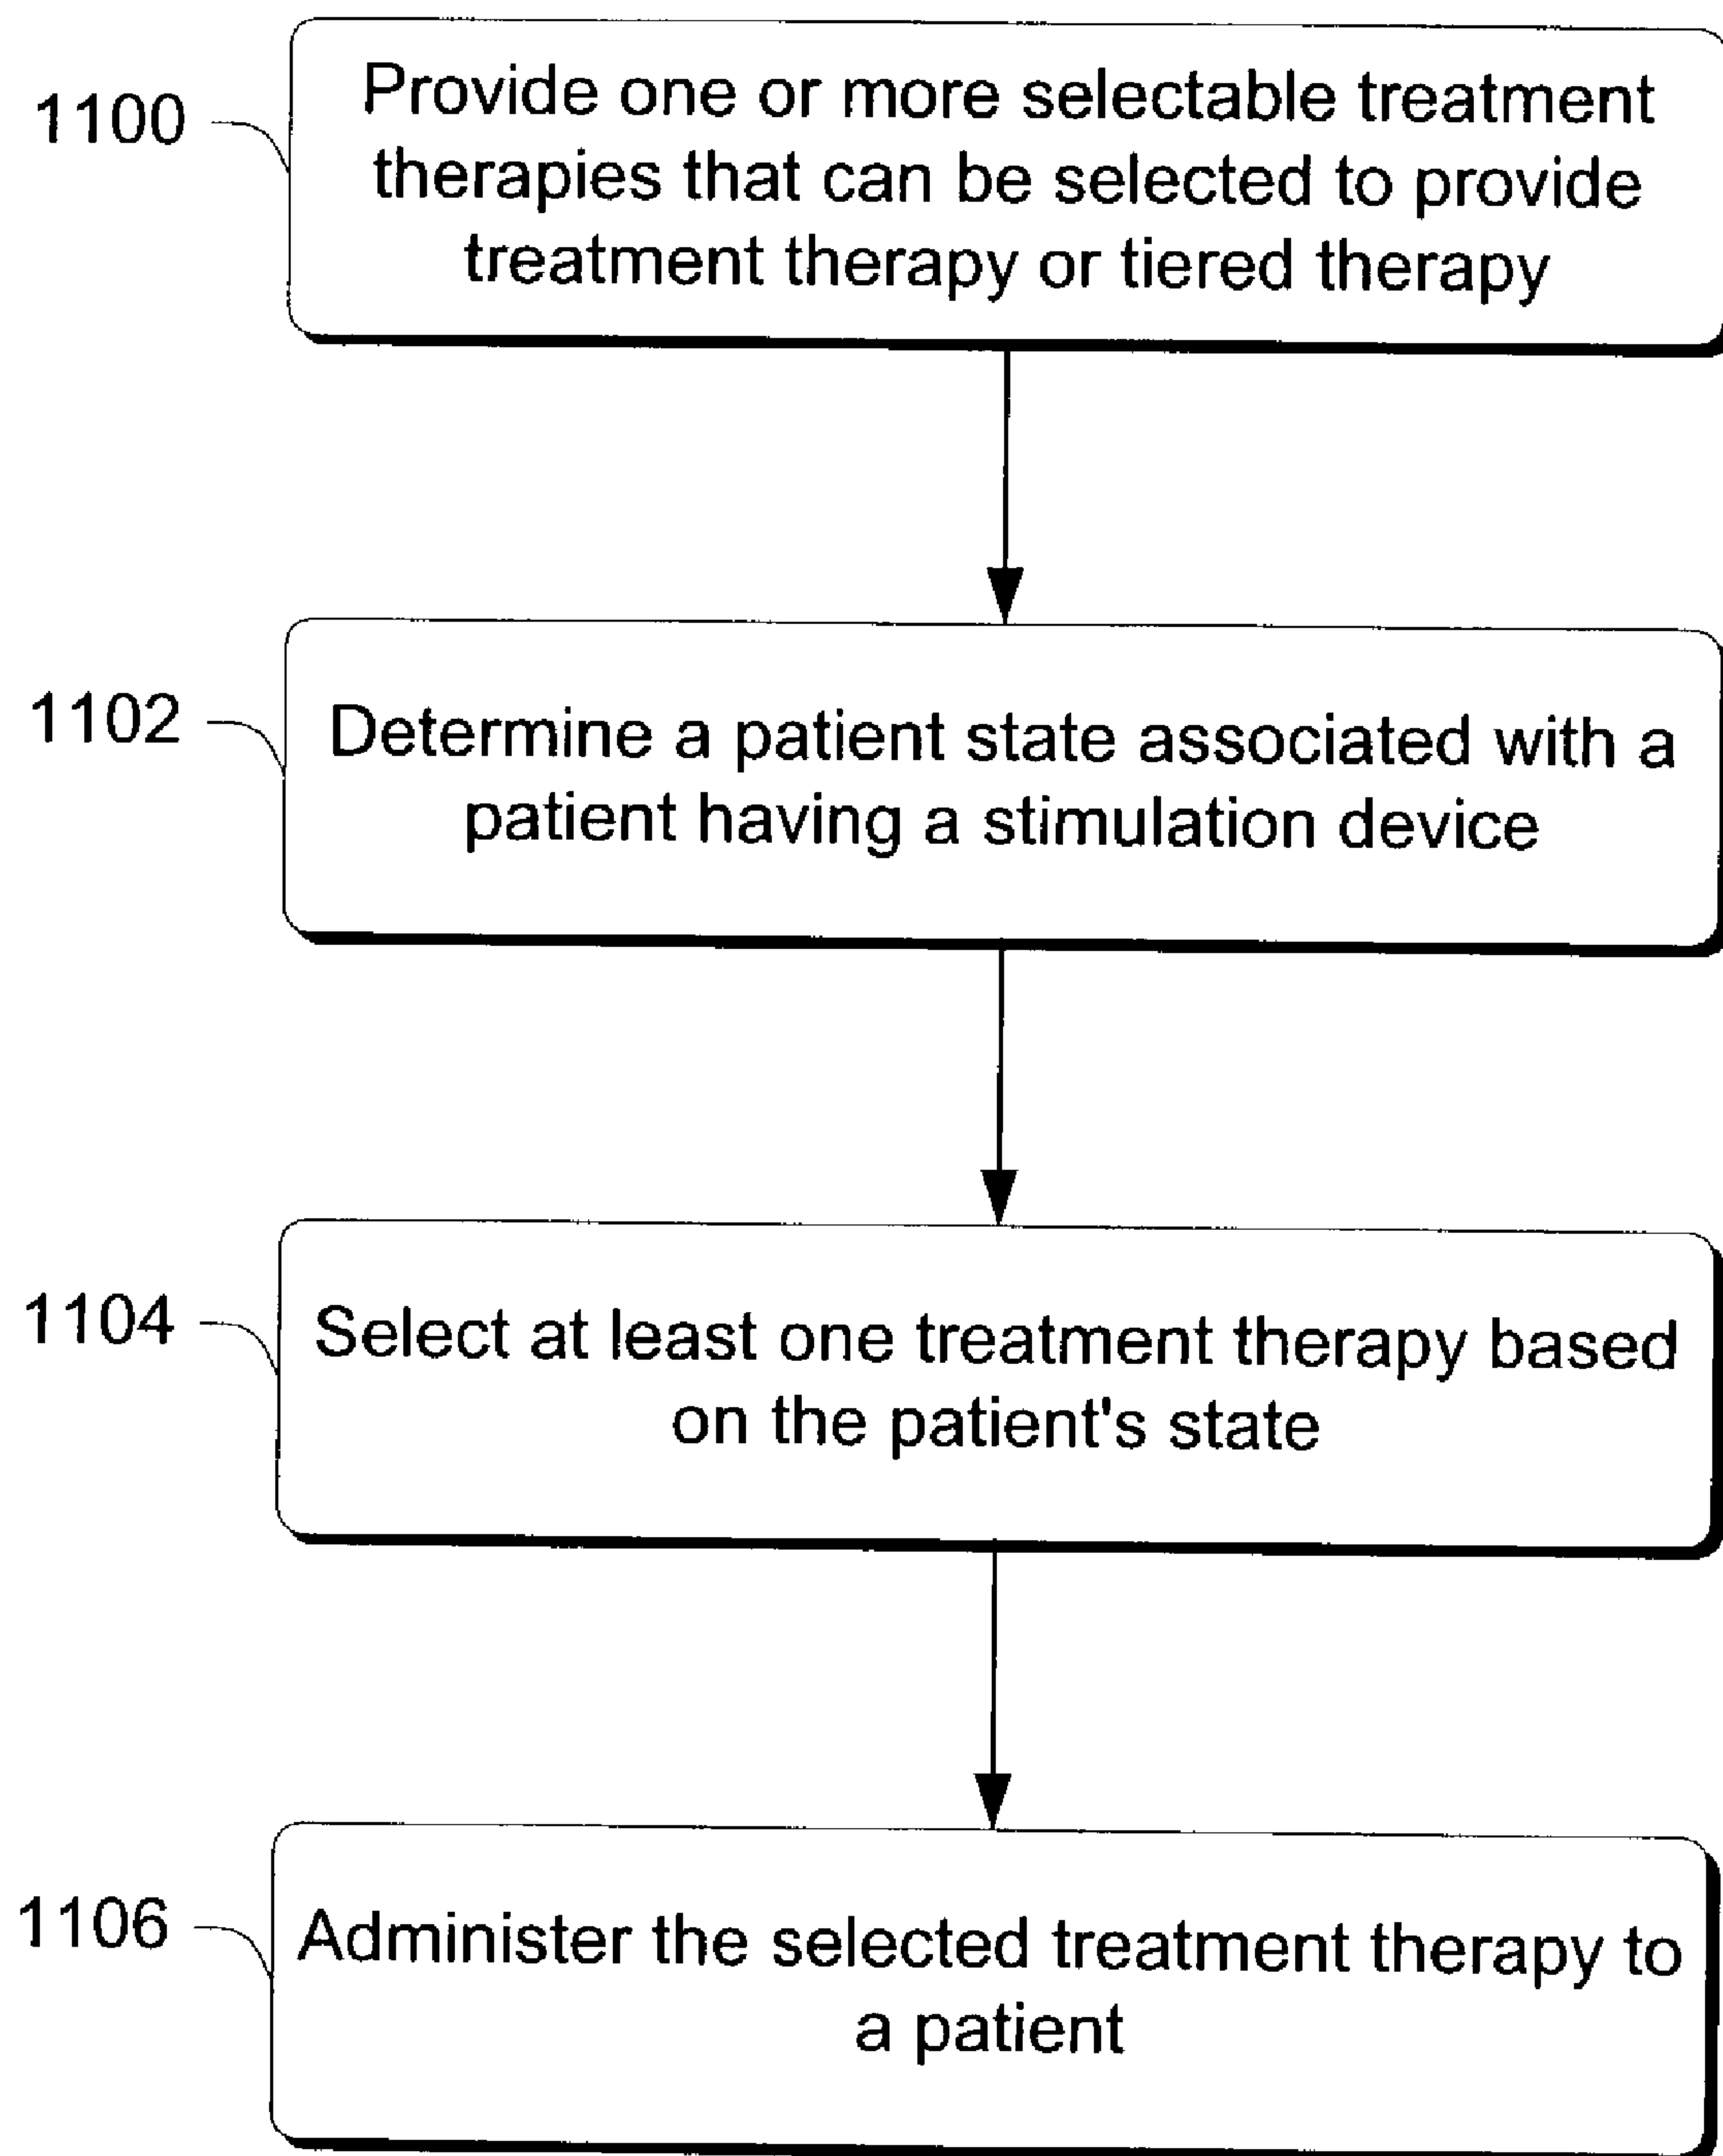 1100
Provide one or more selectable treatment
therapies that can be selected to provide
treatment therapy or tiered therapy
1102
Determine a patient state associated with a
patient having a stimulation device
1104
Select at least one treatment therapy based
on the patient's state
1106
Administer the selected treatment therapy to
a patient